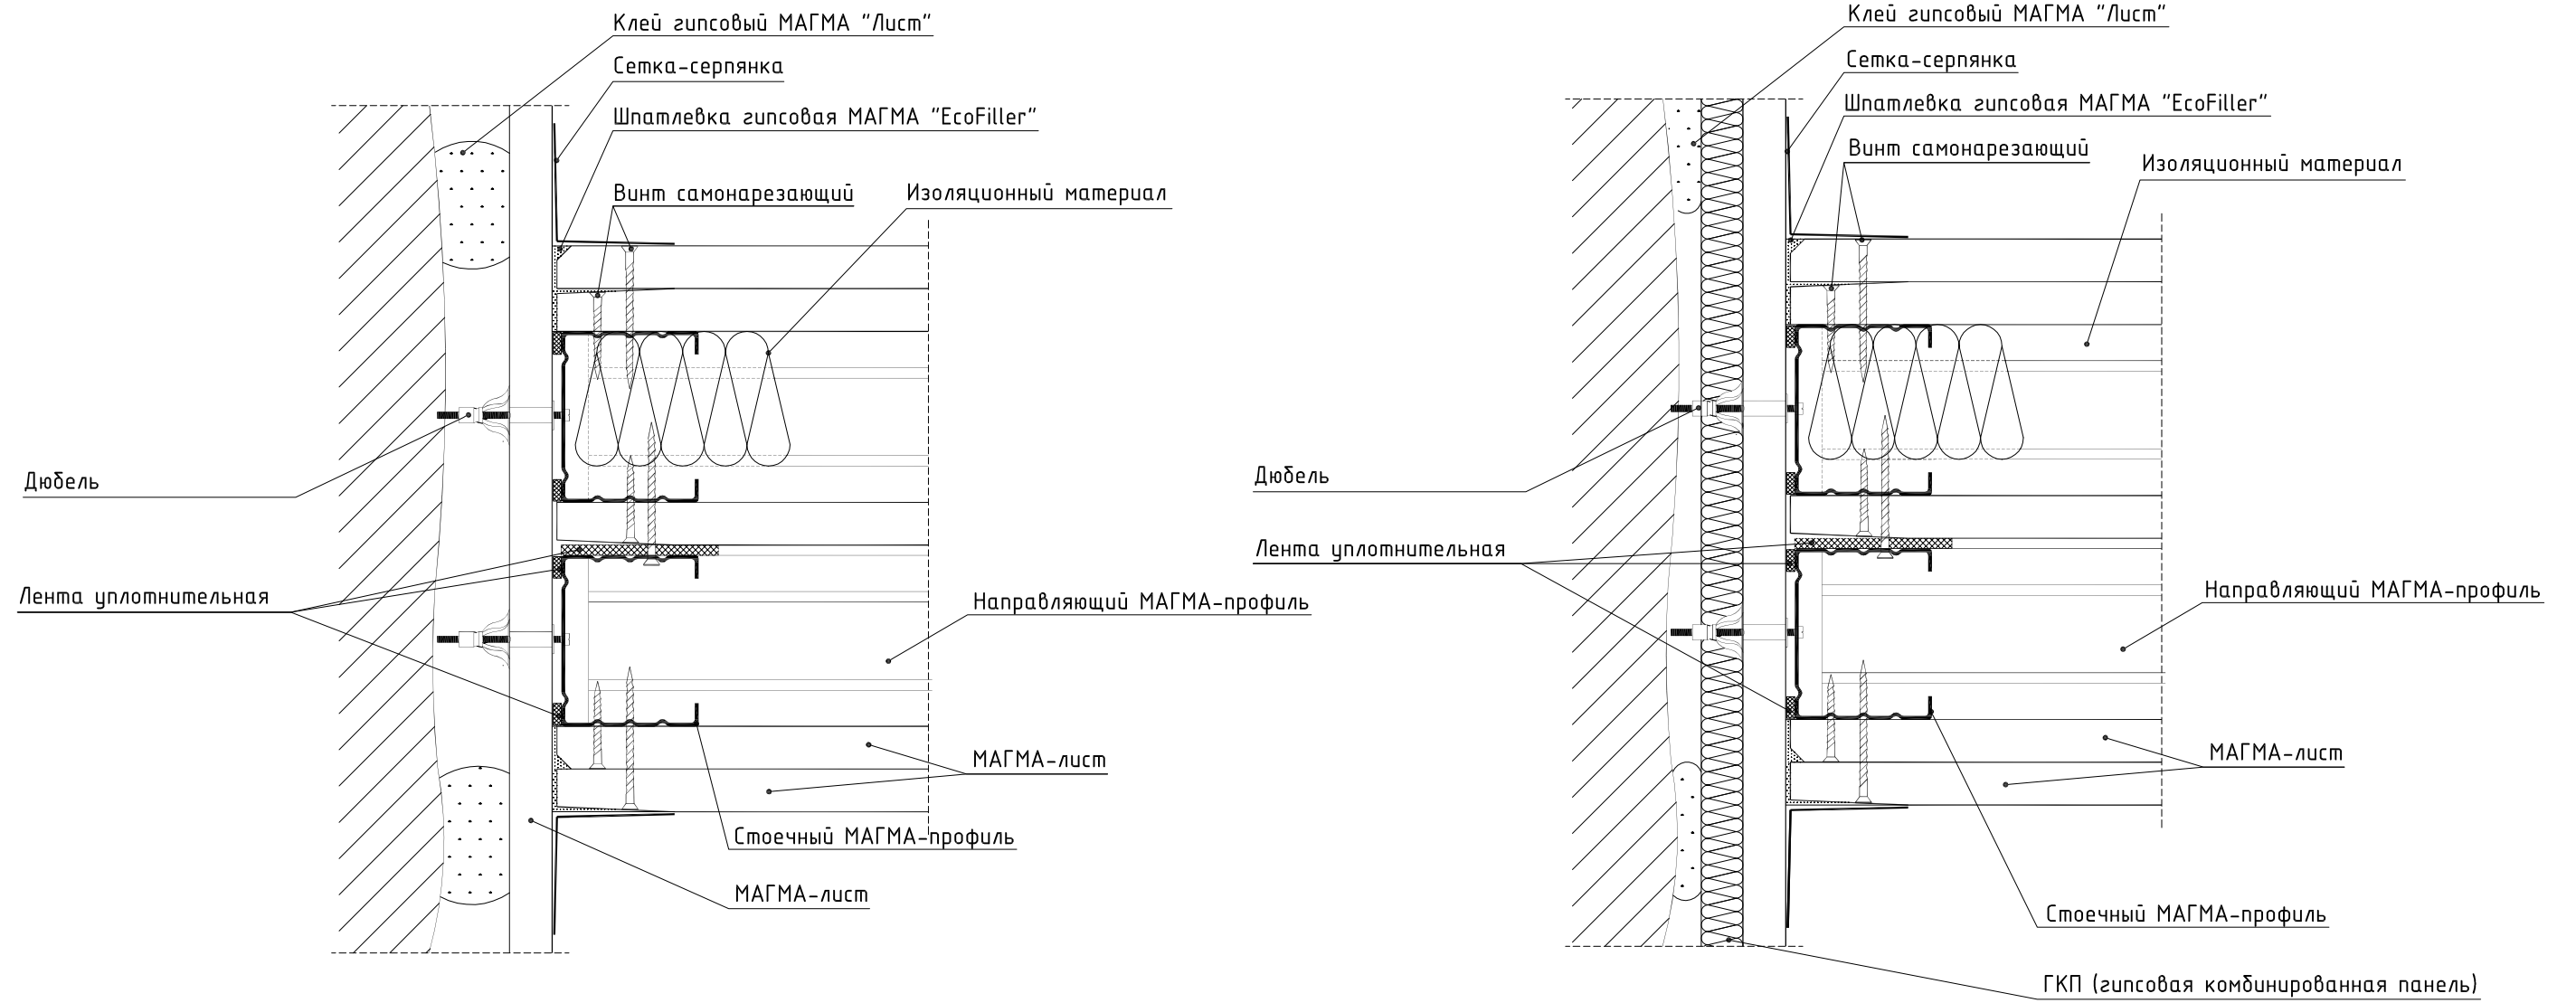 Клей гипсовый МАГМА "Лист"
Сетка-серпянка
Шпатлевка гипсовая МАГМА "EcoFiller"
Винт самонарезающий
Изоляционный материал
Дюбель
Лента уплотнительная
Направляющий МАГМА-профиль
МАГМА-лист
Стоечный МАГМА-профиль
МАГМА-лист
Клей гипсовый МАГМА "Лист"
Сетка-серпянка
Шпатлевка гипсовая МАГМА "EcoFiller"
Винт самонарезающий
Изоляционный материал
Дюбель
Лента уплотнительная
Направляющий МАГМА-профиль
МАГМА-лист
Стоечный МАГМА-профиль
ГКП (гипсовая комбинированная панель)